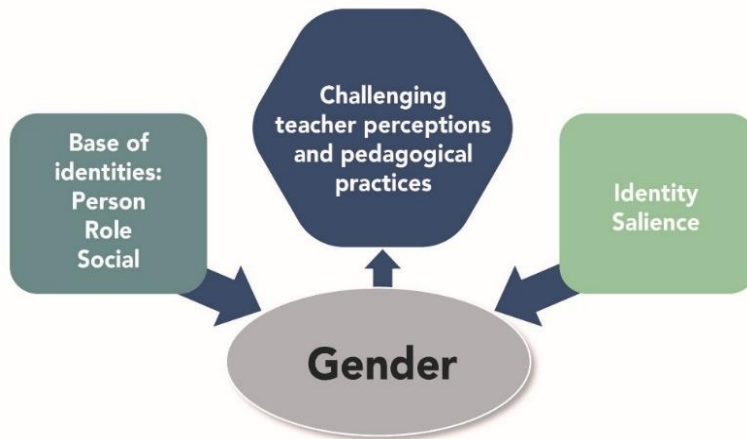 Base of
identities:
Person
Role
Social
Challenging
teacher perceptions
and pedagogical
practices
Identity
Salience
Gender